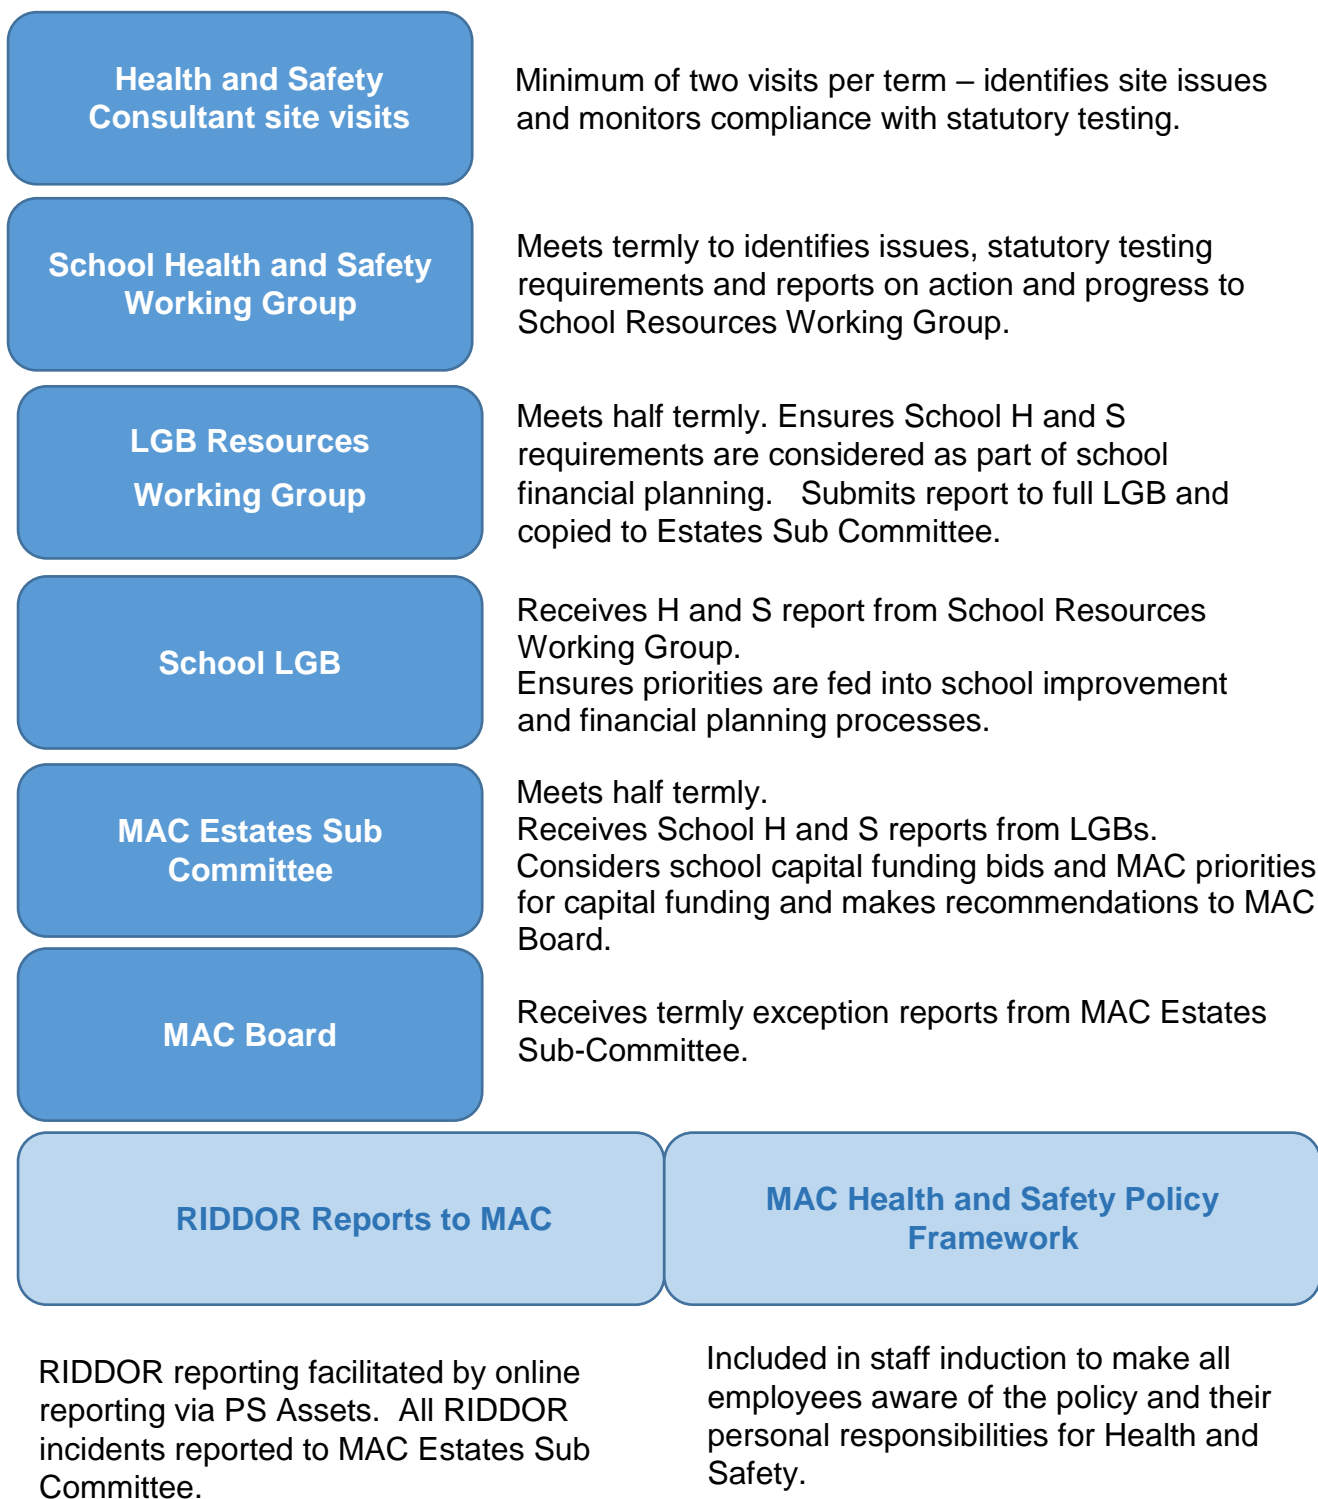 Health and Safety
Consultant site visits
Minimum of two visits per term – identifies site issues
and monitors compliance with statutory testing.
School Health and Safety
Working Group
Meets termly to identifies issues, statutory testing
requirements and reports on action and progress to
School Resources Working Group.
LGB Resources
Working Group
Meets half termly. Ensures School H and S
requirements are considered as part of school
financial planning.   Submits report to full LGB and
copied to Estates Sub Committee.
School LGB
Receives H and S report from School Resources
Working Group.
Ensures priorities are fed into school improvement
and financial planning processes.
MAC Estates Sub
Committee
Meets half termly.
Receives School H and S reports from LGBs.
Considers school capital funding bids and MAC priorities
for capital funding and makes recommendations to MAC
Board.
MAC Board
Receives termly exception reports from MAC Estates
Sub-Committee.
RIDDOR Reports to MAC
MAC Health and Safety Policy
Framework
RIDDOR reporting facilitated by online
reporting via PS Assets.  All RIDDOR
incidents reported to MAC Estates Sub
Committee.
Included in staff induction to make all
employees aware of the policy and their
personal responsibilities for Health and
Safety.